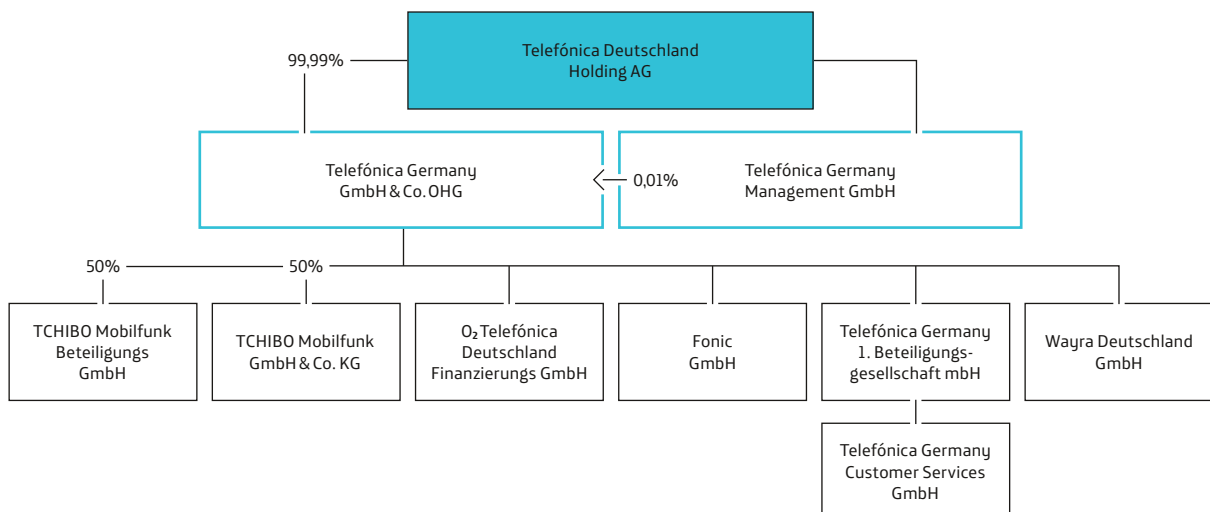 Telefónica Deutschland
Holding AG
99,99%
Telefónica Germany
GmbH & Co. OHG
0,01%
Telefónica Germany
Management GmbH
50%
50%
TCHIBO Mobilfunk
Beteiligungs
GmbH
TCHIBO Mobilfunk
GmbH & Co. KG
O₂ Telefónica
Deutschland
Finanzierungs GmbH
Fonic
GmbH
Telefónica Germany
1. Beteiligungs-
gesellschaft mbH
Wayra Deutschland
GmbH
Telefónica Germany
Customer Services
GmbH